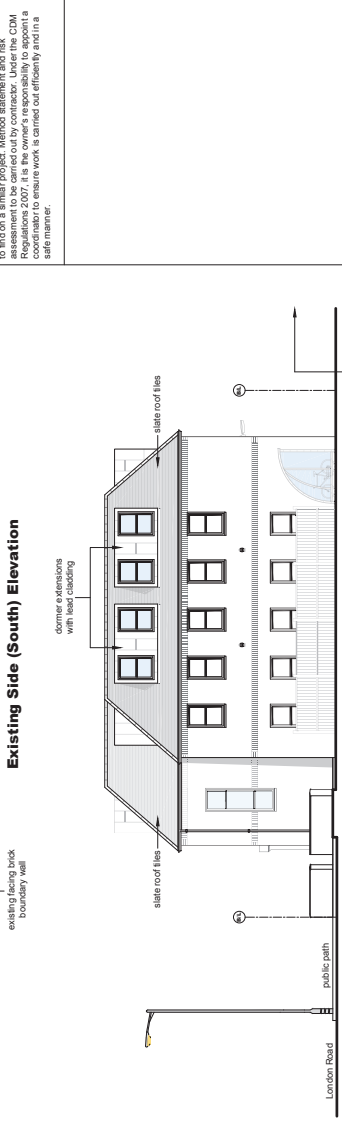 to find on a similar project. Method statement and risk
assessment to be carried out by contractor. Under the CDM
Regulations 2007, it is the owner's responsibility to appoint a
coordinator to ensure work is carried out efficiently and in a
safe manner.
existing facing brick
boundary wall
Existing Side (South) Elevation
dormer extensions
with lead cladding
slate roof tiles
slate roof tiles
public path
London Road